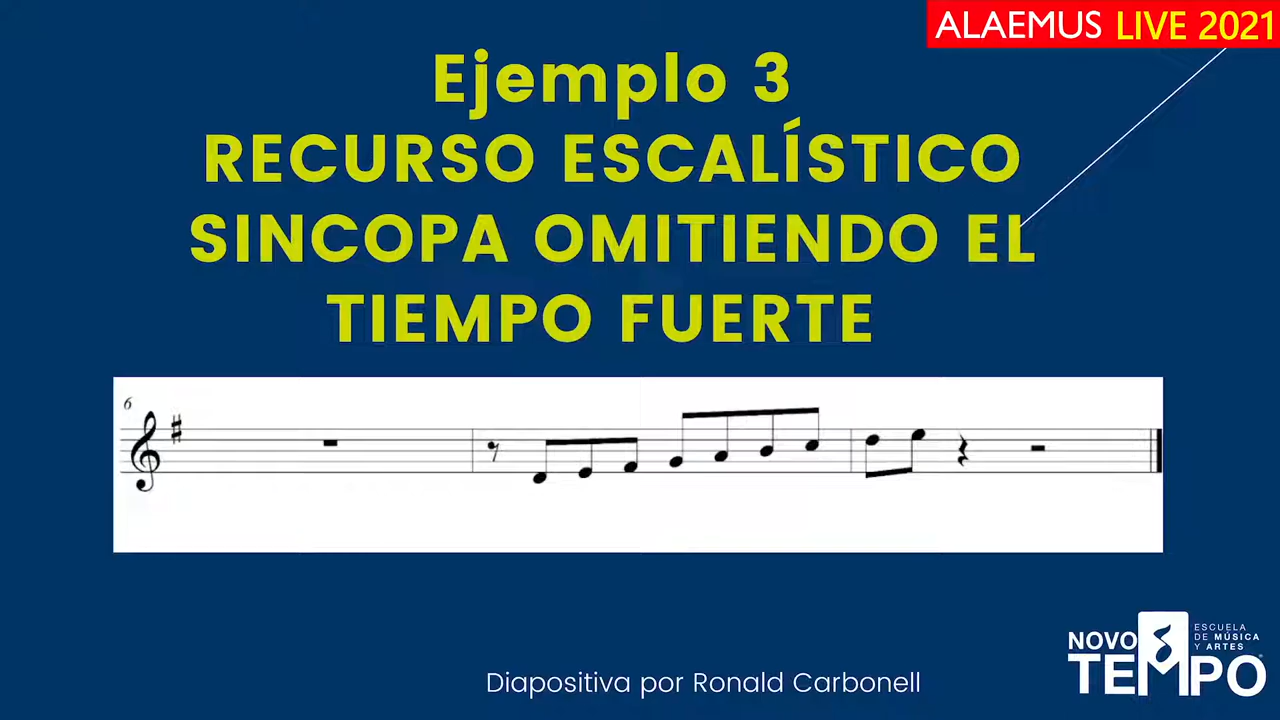 ALAEMUS LIVE 2021
Ejemplo 3
RECURSO ESCALÍSTICO
SINCOPA OMITIENDO EL
TIEMPO FUERTE
6
NOVO
TEMPO
ESCUELA
DE MÚSICA
Y ARTES
Diapositiva por Ronald Carbonell